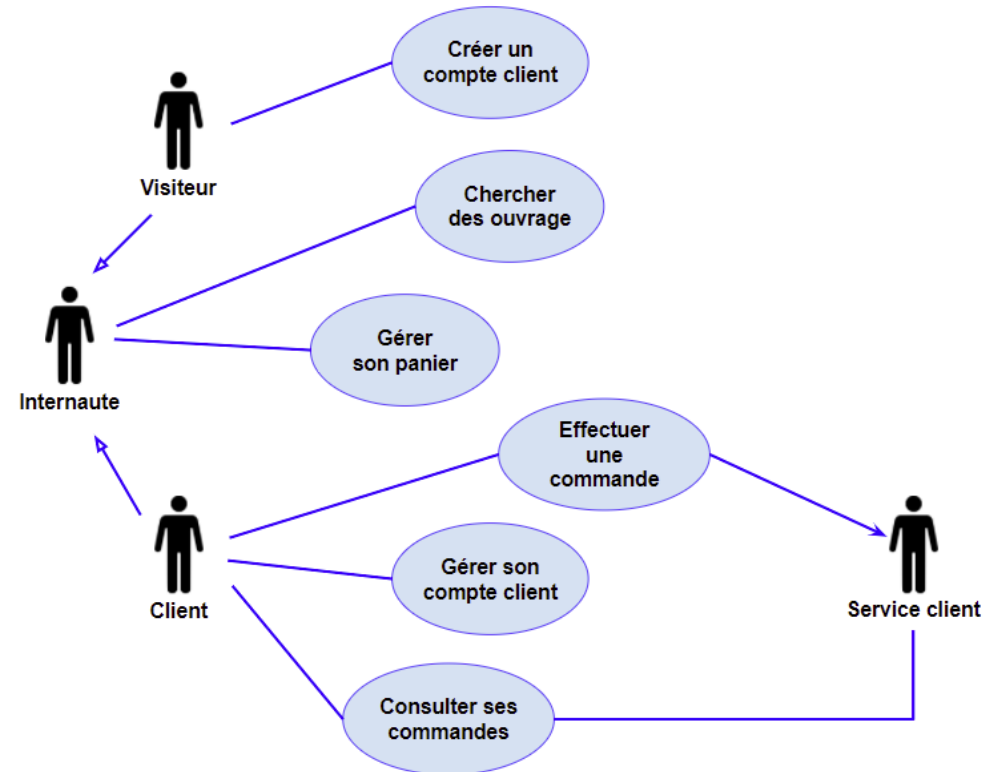 Créer un
compte client
Visiteur
Chercher
des ouvrage
Gérer
son panier
Internaute
Effectuer
une
commande
Gérer son
compte client
Client
Service client
Consulter ses
commandes